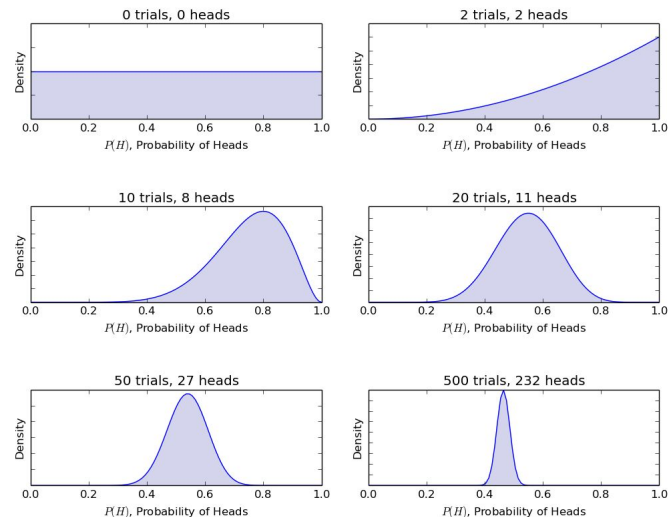 0 trials, 0 heads
Density
0.0 0.2 0.4 0.6 0.8 1.0
P(H), Probability of Heads
2 trials, 2 heads
Density
0.0 0.2 0.4 0.6 0.8 1.0
P(H), Probability of Heads
10 trials, 8 heads
Density
0.0 0.2 0.4 0.6 0.8 1.0
P(H), Probability of Heads
20 trials, 11 heads
Density
0.0 0.2 0.4 0.6 0.8 1.0
P(H), Probability of Heads
50 trials, 27 heads
Density
0.0 0.2 0.4 0.6 0.8 1.0
P(H), Probability of Heads
500 trials, 232 heads
Density
0.0 0.2 0.4 0.6 0.8 1.0
P(H), Probability of Heads